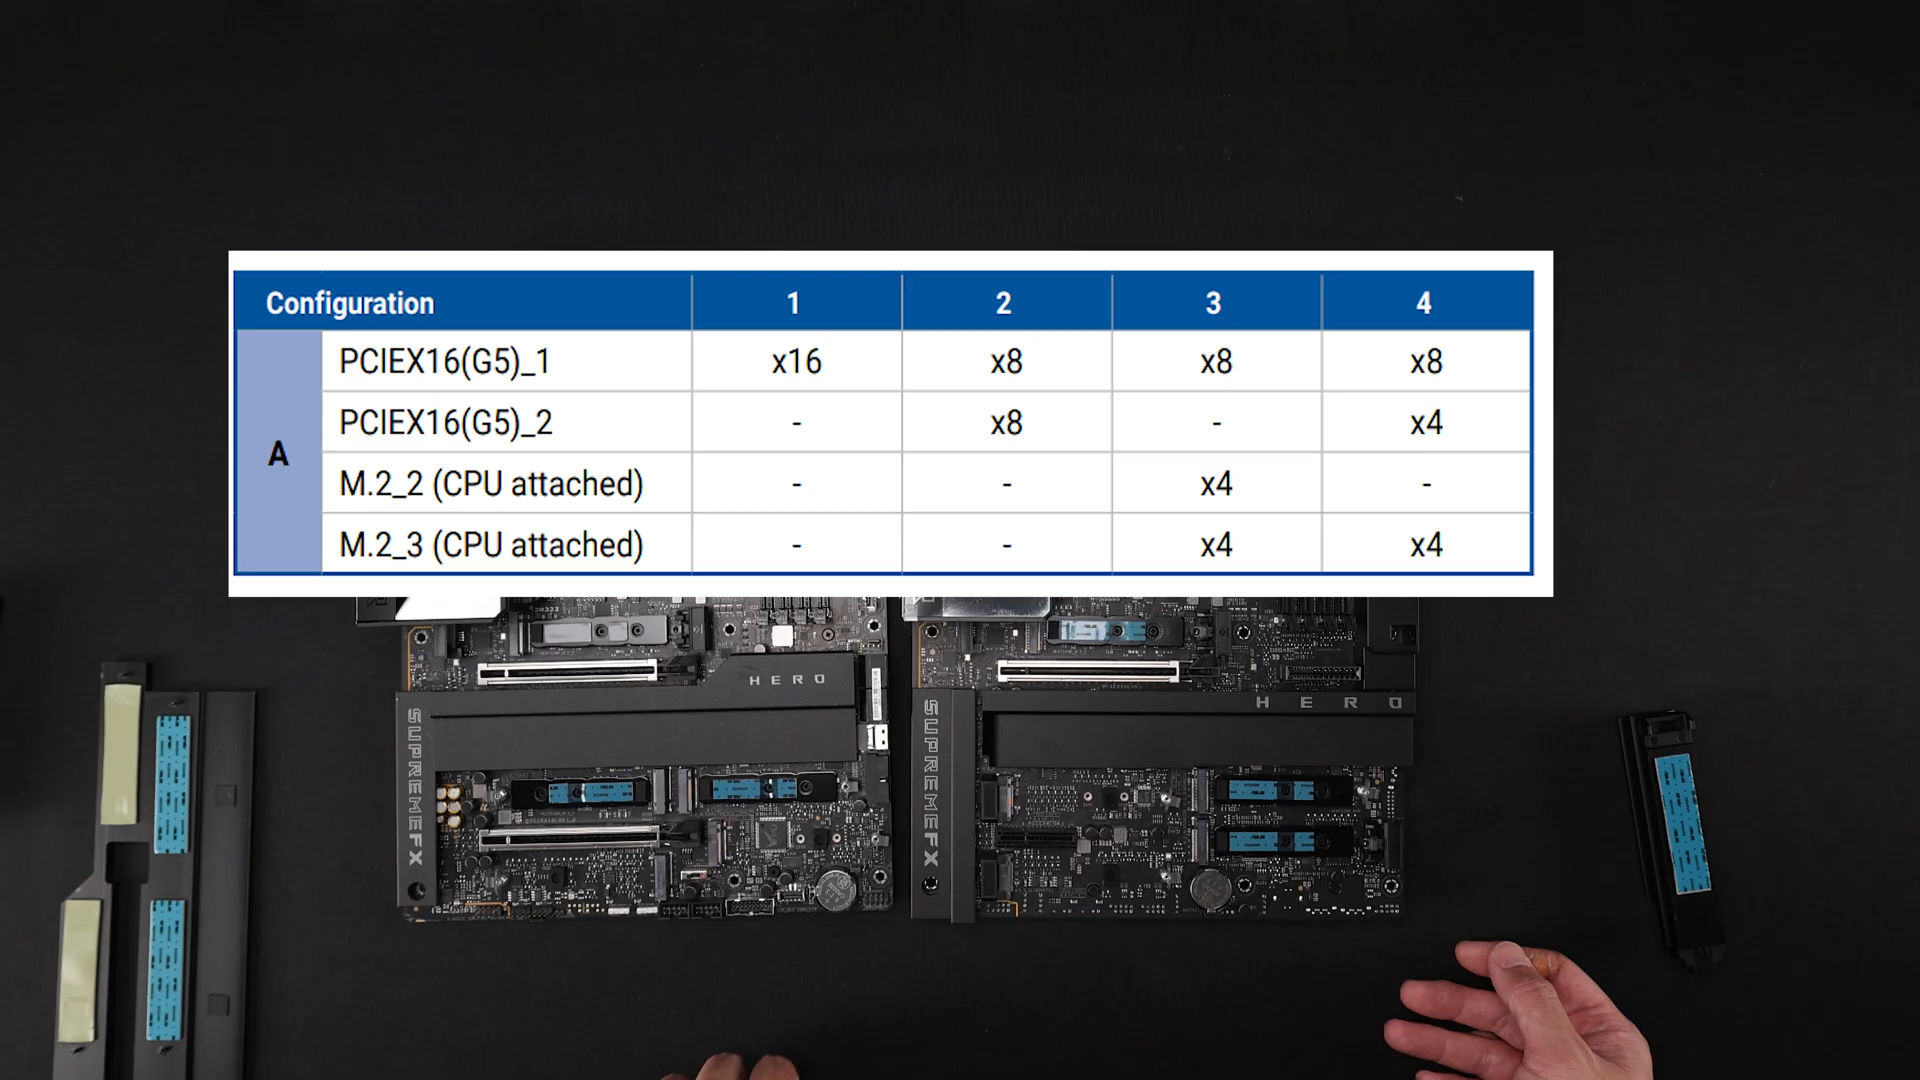 Configuration 1 2 3 4
A
PCIEX16(G5)_1 x16 x8 x8 x8
PCIEX16(G5)_2 - x8 - x4
M.2_2 (CPU attached) - - x4 -
M.2_3 (CPU attached) - - x4 x4
HERO
HERO
SUPREMEFX
SUPREMEFX